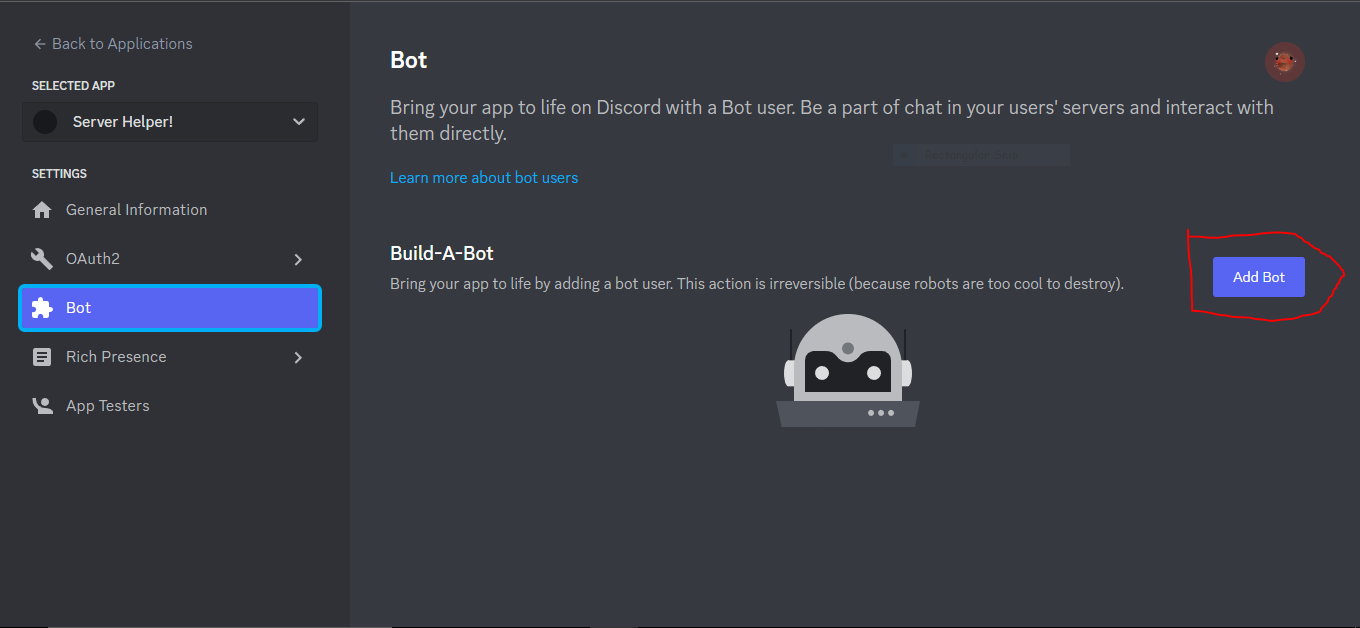 Back to Applications
SELECTED APP
Server Helper!
SETTINGS
General Information
OAuth2
Bot
Rich Presence
App Testers
Bot
Bring your app to life on Discord with a Bot user. Be a part of chat in your users' servers and interact with
them directly.
Learn more about bot users
Build-A-Bot
Bring your app to life by adding a bot user. This action is irreversible (because robots are too cool to destroy).
Add Bot